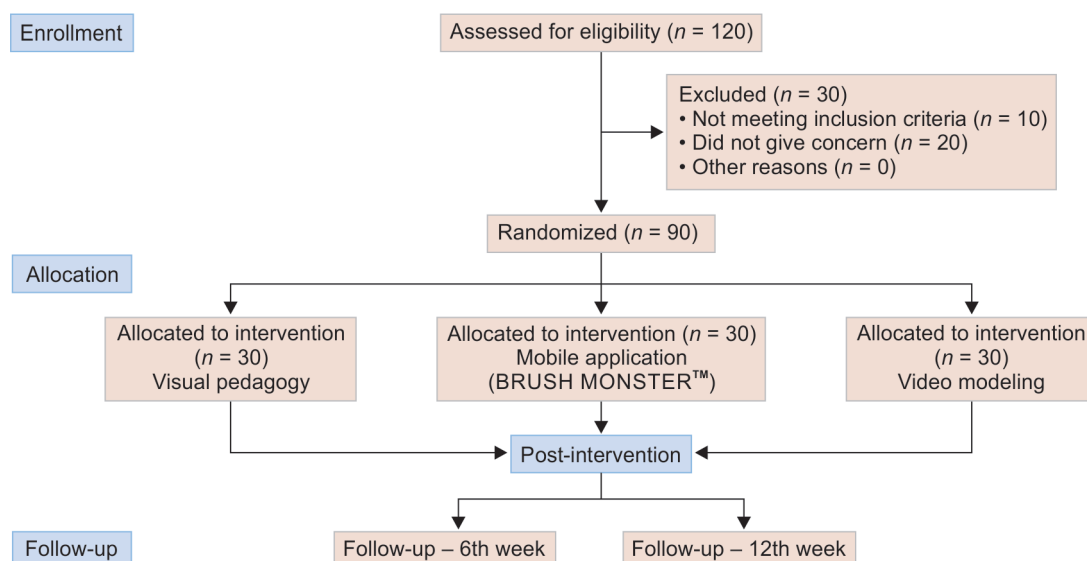 Enrollment
Assessed for eligibility (n = 120)
Excluded (n = 30)
• Not meeting inclusion criteria (n = 10)
• Did not give concern (n = 20)
• Other reasons (n = 0)
Randomized (n = 90)
Allocation
Allocated to intervention
(n = 30)
Visual pedagogy
Allocated to intervention (n = 30)
Mobile application
(BRUSH MONSTER™)
Allocated to intervention
(n = 30)
Video modeling
Post-intervention
Follow-up
Follow-up – 6th week
Follow-up – 12th week